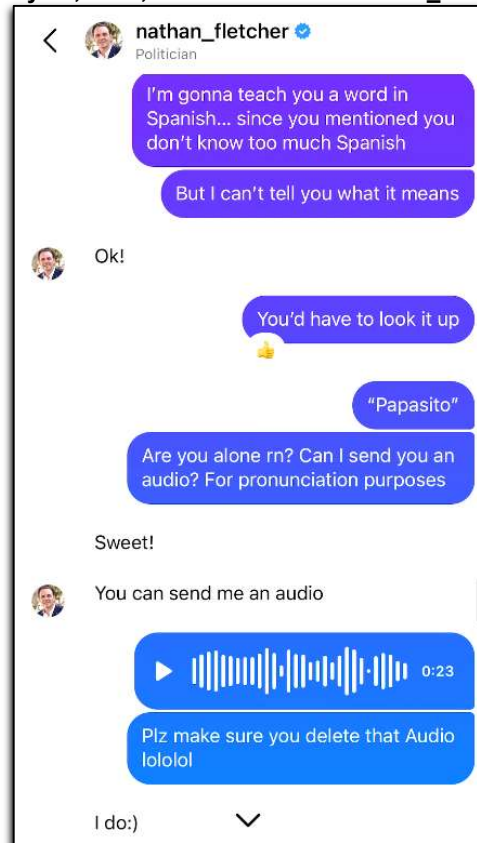 nathan_fletcher
Politician
I'm gonna teach you a word in
Spanish... since you mentioned you
don't know too much Spanish
But I can't tell you what it means
Ok!
You'd have to look it up
👍
"Papasito"
Are you alone rn? Can I send you an
audio? For pronunciation purposes
Sweet!
You can send me an audio
0:23
Plz make sure you delete that Audio
lololol
I do:)